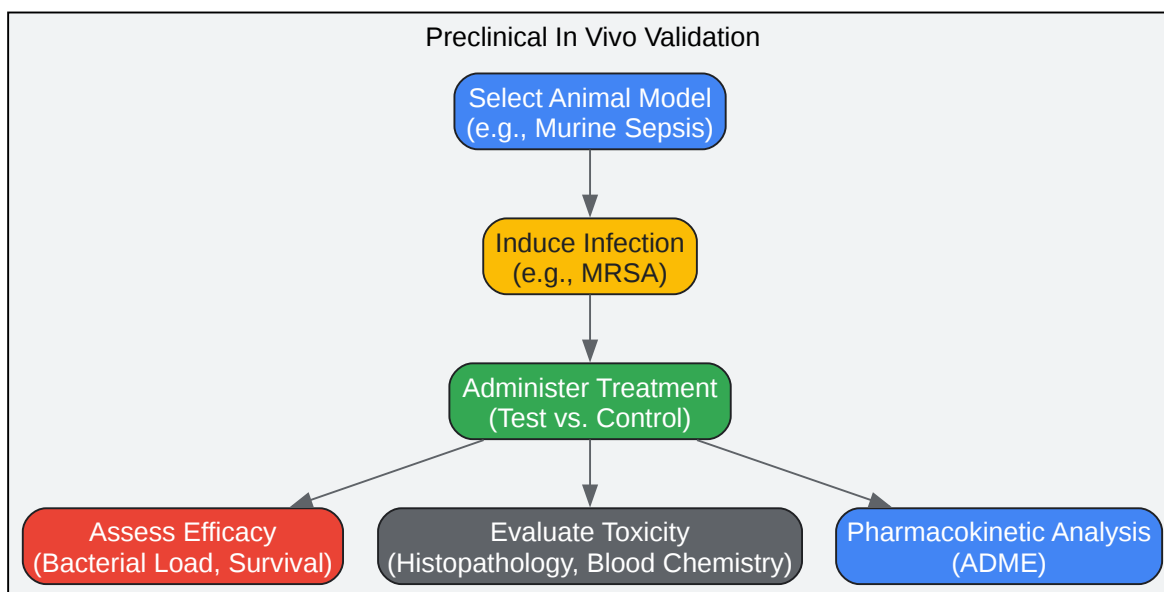 Preclinical In Vivo Validation
Select Animal Model
(e.g., Murine Sepsis)
Induce Infection
(e.g., MRSA)
Administer Treatment
(Test vs. Control)
Assess Efficacy
(Bacterial Load, Survival)
Evaluate Toxicity
(Histopathology, Blood Chemistry)
Pharmacokinetic Analysis
(ADME)